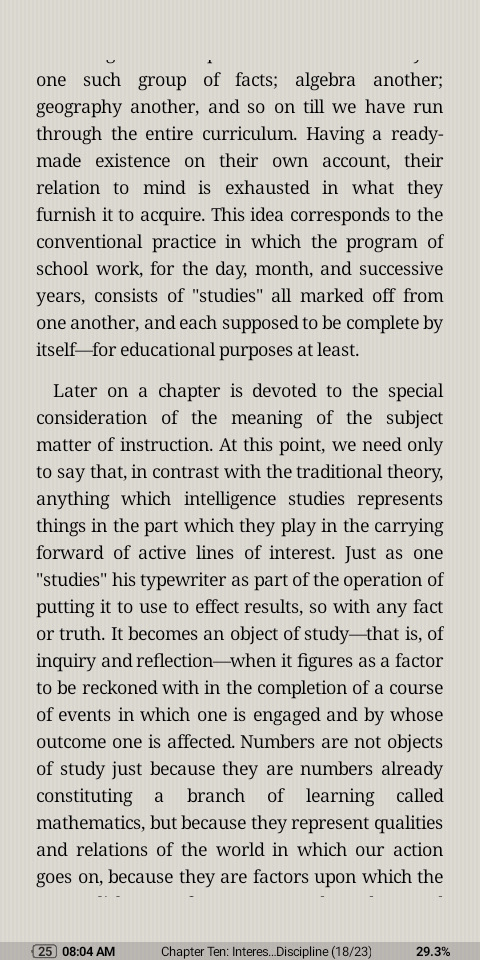 one such group of facts; algebra another;
geography another, and so on till we have run
through the entire curriculum. Having a ready-
made existence on their own account, their
relation to mind is exhausted in what they
furnish it to acquire. This idea corresponds to the
conventional practice in which the program of
school work, for the day, month, and successive
years, consists of "studies" all marked off from
one another, and each supposed to be complete by
itself—for educational purposes at least.
Later on a chapter is devoted to the special
consideration of the meaning of the subject
matter of instruction. At this point, we need only
to say that, in contrast with the traditional theory,
anything which intelligence studies represents
things in the part which they play in the carrying
forward of active lines of interest. Just as one
"studies" his typewriter as part of the operation of
putting it to use to effect results, so with any fact
or truth. It becomes an object of study—that is, of
inquiry and reflection—when it figures as a factor
to be reckoned with in the completion of a course
of events in which one is engaged and by whose
outcome one is affected. Numbers are not objects
of study just because they are numbers already
constituting a branch of learning called
mathematics, but because they represent qualities
and relations of the world in which our action
goes on, because they are factors upon which the
25 08:04 AM Chapter Ten: Interes...Discipline (18/23) 29.3%